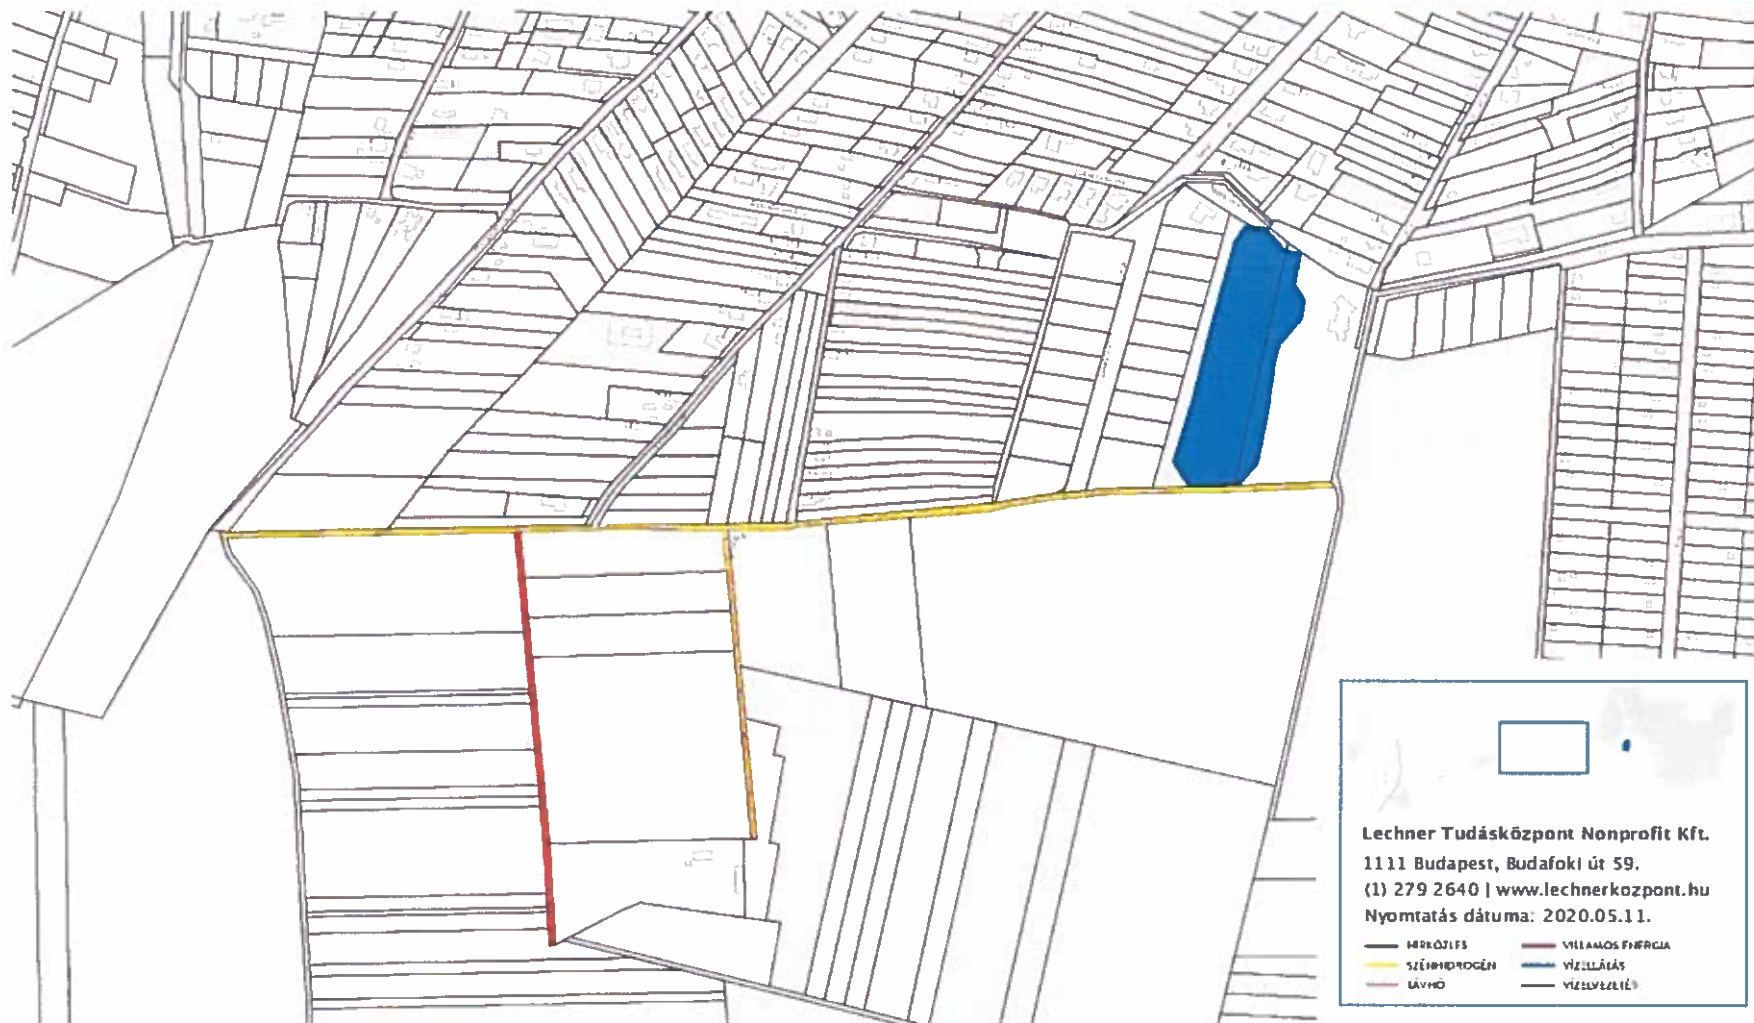 Lechner Tudásközpont Nonprofit Kft.
1111 Budapest, Budafoki út 59.
(1) 279 2640 | www.lechnerkozpont.hu
Nyomtatás dátuma: 2020.05.11.
HÍRKÖZLÉS
VILLAMOS ENERGIA
SZÉNHIDROGÉN
VÍZELLÁTÁS
TÁVHŐ
VÍZELVEZETÉS